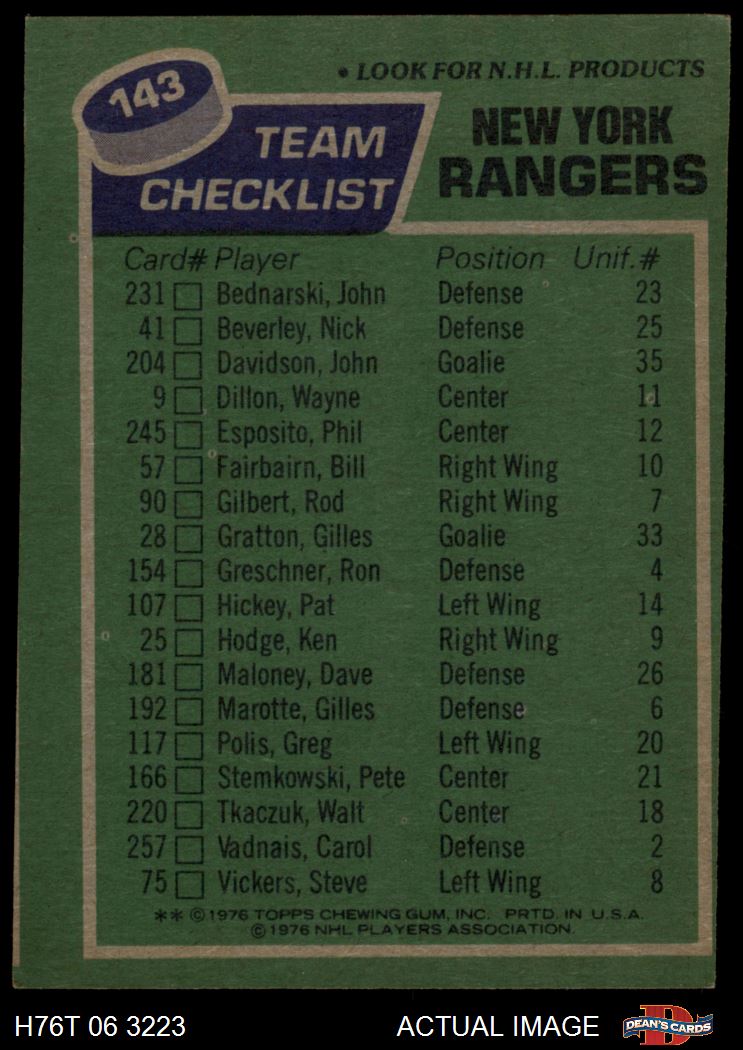 • LOOK FOR N.H.L. PRODUCTS
143
TEAM CHECKLIST
NEW YORK RANGERS
Card# Player Position Unif.#
231 Bednarski, John Defense 23
41 Beverley, Nick Defense 25
204 Davidson, John Goalie 35
9 Dillon, Wayne Center 11
245 Esposito, Phil Center 12
57 Fairbairn, Bill Right Wing 10
90 Gilbert, Rod Right Wing 7
28 Gratton, Gilles Goalie 33
154 Greschner, Ron Defense 4
107 Hickey, Pat Left Wing 14
25 Hodge, Ken Right Wing 9
181 Maloney, Dave Defense 26
192 Marotte, Gilles Defense 6
117 Polis, Greg Left Wing 20
166 Stemkowski, Pete Center 21
220 Tkaczuk, Walt Center 18
257 Vadnais, Carol Defense 2
75 Vickers, Steve Left Wing 8
** ©1976 TOPPS CHEWING GUM, INC. PRTD. IN U.S.A.
©1976 NHL PLAYERS ASSOCIATION.
H76T 06 3223 ACTUAL IMAGE D DEAN'S CARDS